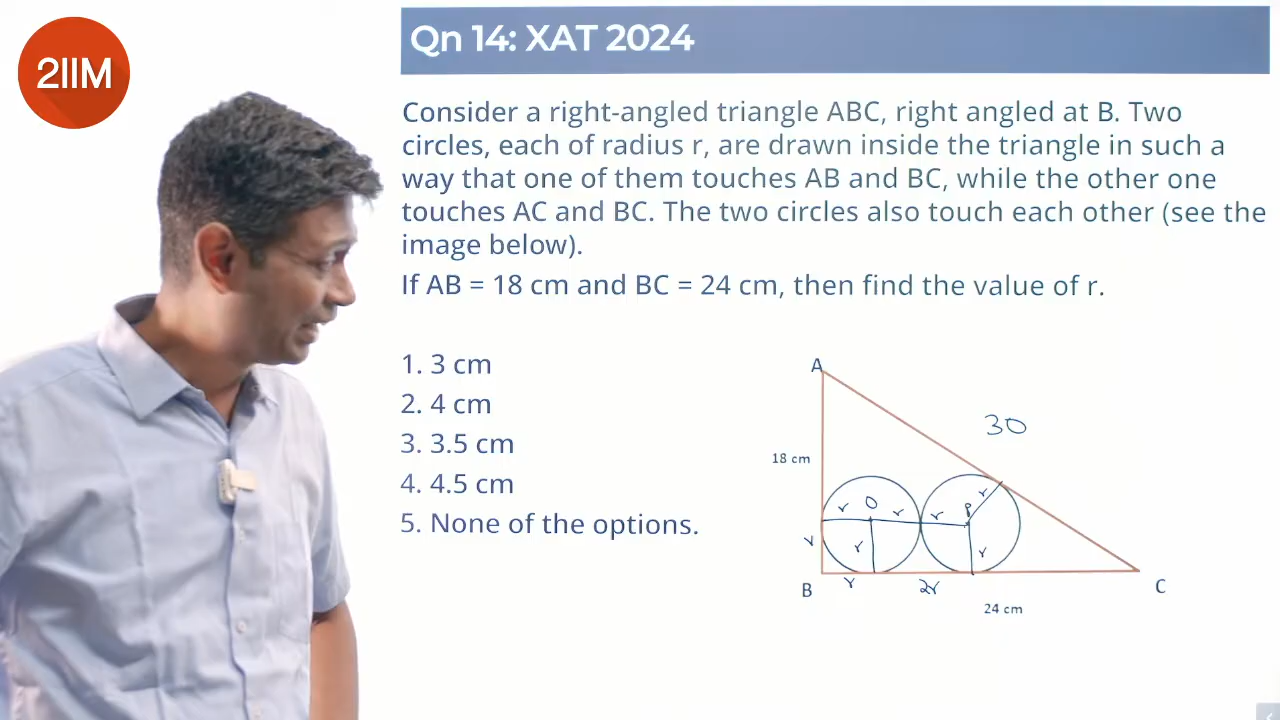 2IIM
Qn 14: XAT 2024
Consider a right-angled triangle ABC, right angled at B. Two
circles, each of radius r, are drawn inside the triangle in such a
way that one of them touches AB and BC, while the other one
touches AC and BC. The two circles also touch each other (see the
image below).
If AB = 18 cm and BC = 24 cm, then find the value of r.
1. 3 cm
2. 4 cm
3. 3.5 cm
4. 4.5 cm
5. None of the options.
A
30
18 cm
r O r r P r
r r r
B r 2r C
24 cm